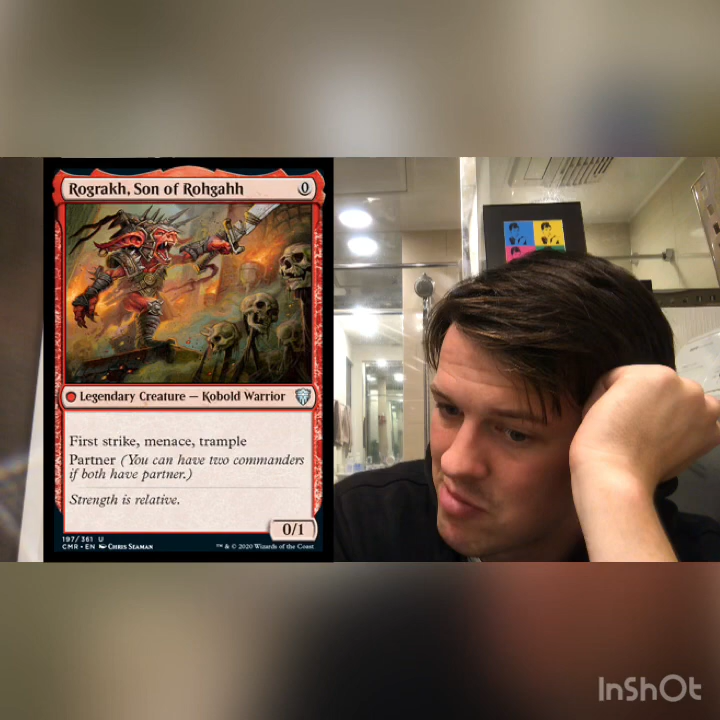 Rograkh, Son of Rohgahh 0
Legendary Creature — Kobold Warrior
First strike, menace, trample
Partner (You can have two commanders
if both have partner.)
Strength is relative.
0/1
197/361 U
CMR • EN Chris Seaman ™ & © 2020 Wizards of the Coast
InShOt